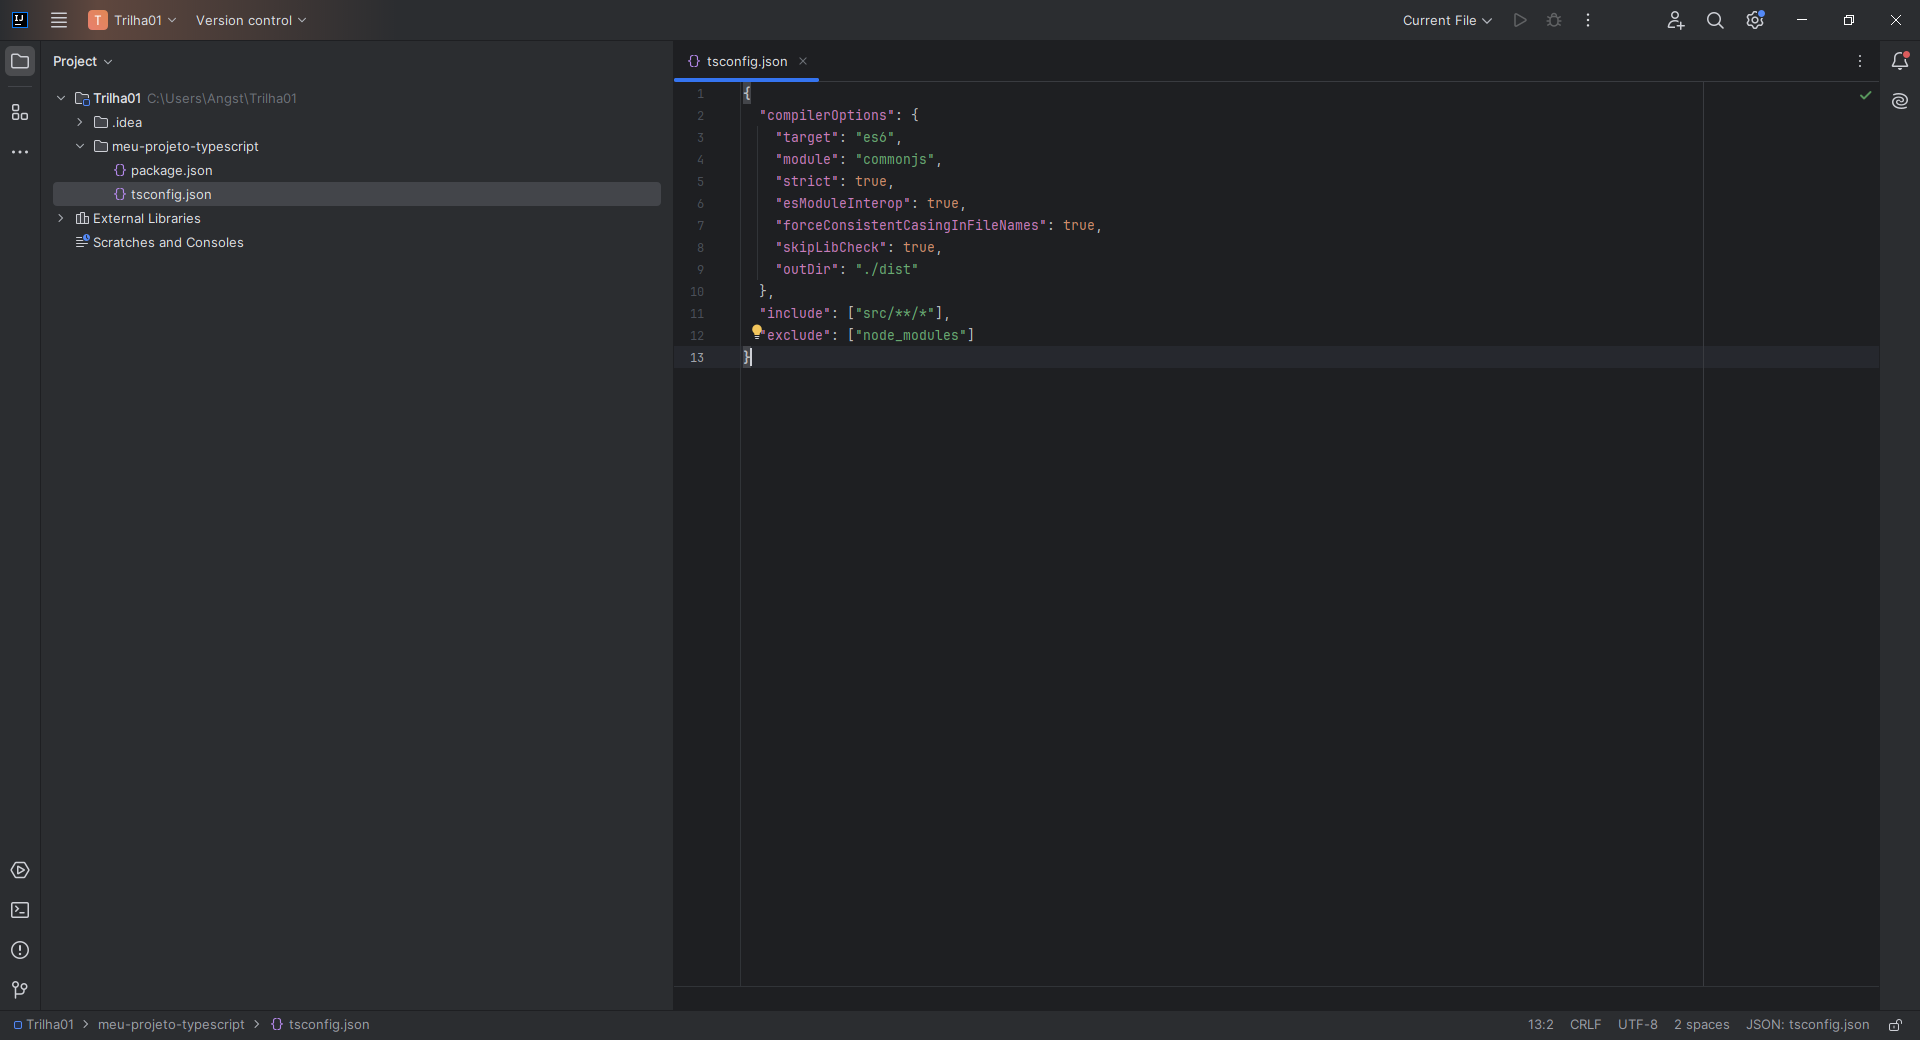 IJ
T Trilha01 Version control Current File
Project
tsconfig.json
Trilha01 C:\Users\Angst\Trilha01
.idea
meu-projeto-typescript
package.json
tsconfig.json
External Libraries
Scratches and Consoles
1 {
2 "compilerOptions": {
3 "target": "es6",
4 "module": "commonjs",
5 "strict": true,
6 "esModuleInterop": true,
7 "forceConsistentCasingInFileNames": true,
8 "skipLibCheck": true,
9 "outDir": "./dist"
10 },
11 "include": ["src/**/*"],
12 "exclude": ["node_modules"]
13 }
Trilha01 > meu-projeto-typescript > {} tsconfig.json
13:2 CRLF UTF-8 2 spaces JSON: tsconfig.json